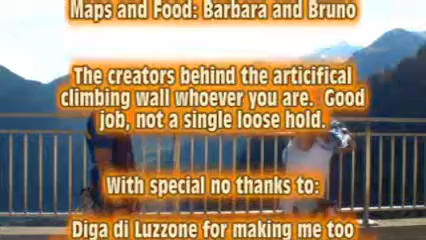 Maps and Food: Barbara and Bruno
The creators behind the articifical
climbing wall whoever you are.  Good
job, not a single loose hold.
With special no thanks to:
Diga di Luzzone for making me too